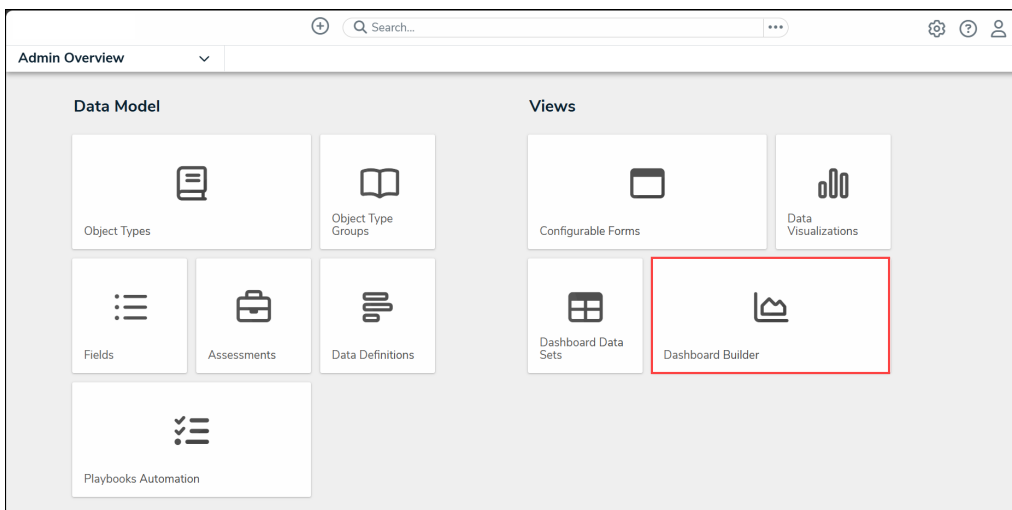 Search...
Admin Overview
Data Model
Object Types
Object Type
Groups
Fields
Assessments
Data Definitions
Playbooks Automation
Views
Configurable Forms
Data
Visualizations
Dashboard Data
Sets
Dashboard Builder